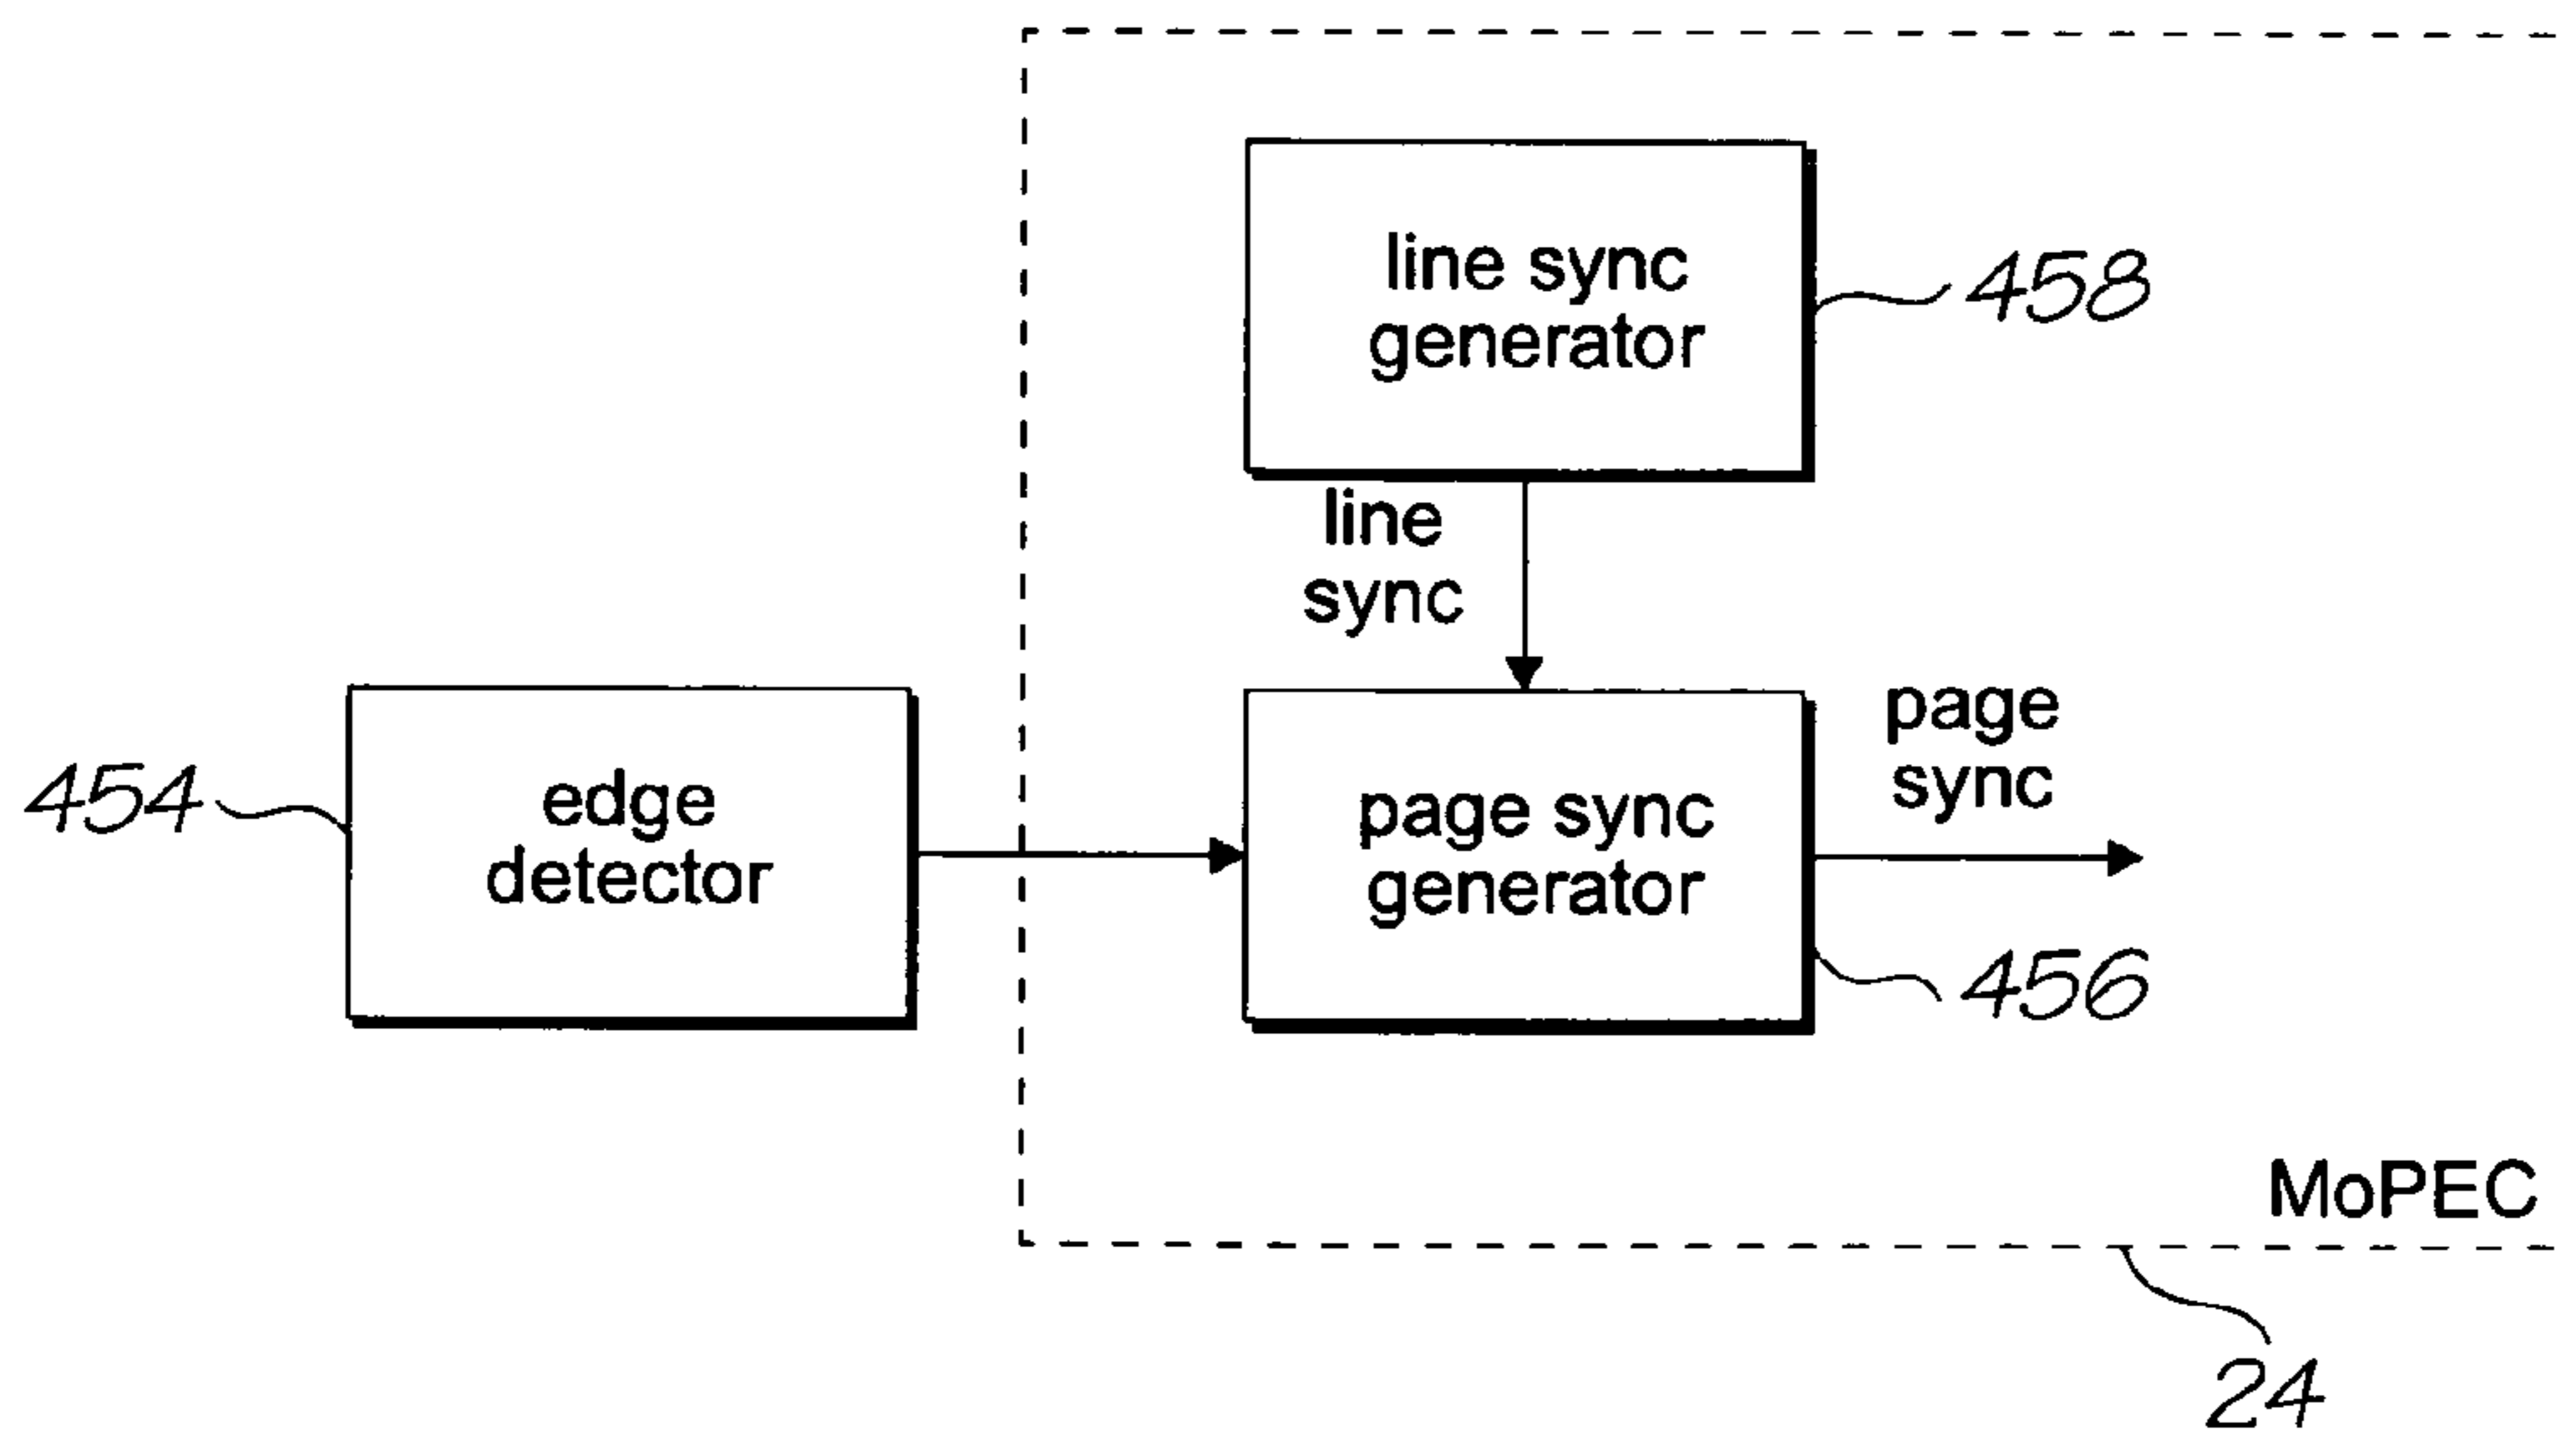 line sync
generator
458
line
sync
page
sync
454
edge
detector
page sync
generator
456
MoPEC
24